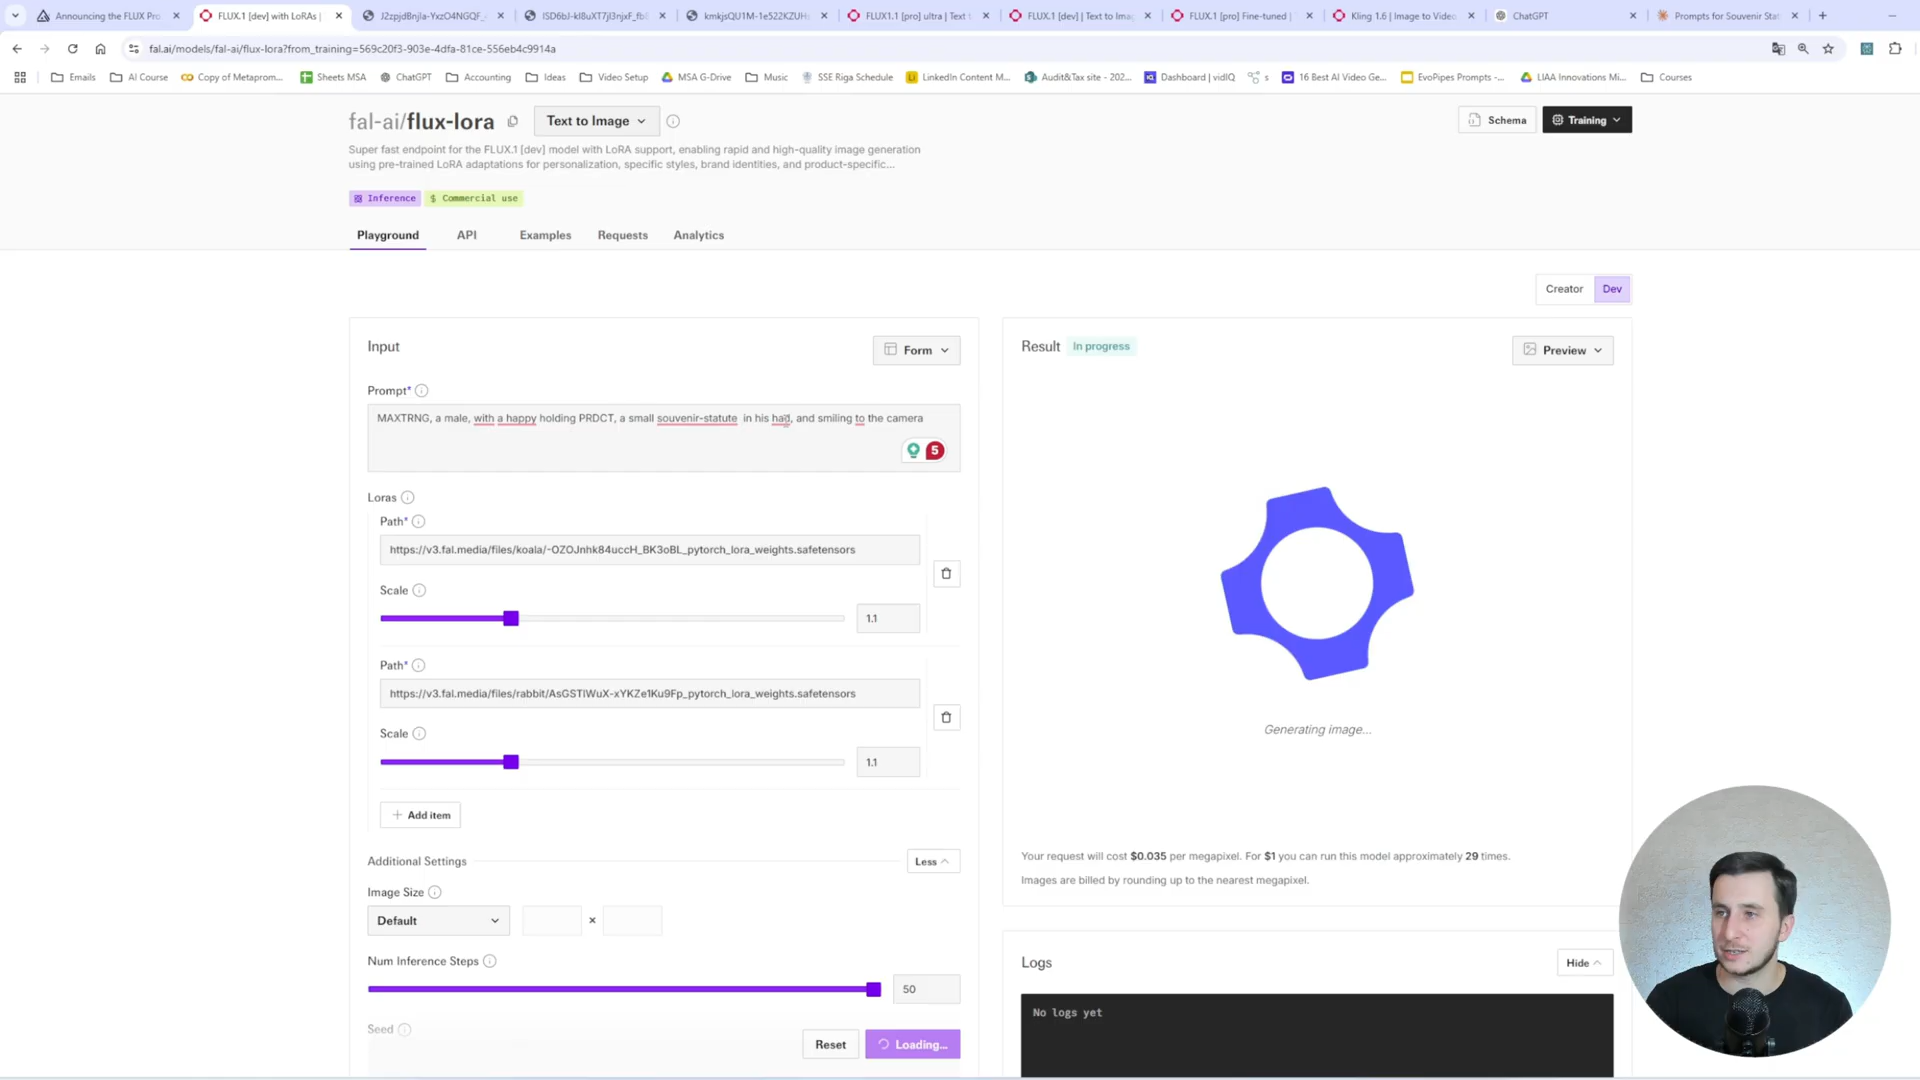 Announcing the FLUX Pro
FLUX.1 [dev] with LoRAs |
J2zpjdBnjla-YxzO4NGQF_
ISD6bJ-kl8uXT7jl3njxF_fb
kmkjsQU1M-1e522KZUH
FLUX1.1 [pro] ultra | Text t
FLUX.1 [dev] | Text to Ima
FLUX.1 [pro] Fine-tuned |
Kling 1.6 | Image to Video
ChatGPT
Prompts for Souvenir Stat
fal.ai/models/fal-ai/flux-lora?from_training=569c20f3-903e-4dfa-81ce-556eb4c9914a
Emails
AI Course
Copy of Metaprom...
Sheets MSA
ChatGPT
Accounting
Ideas
Video Setup
MSA G-Drive
Music
SSE Riga Schedule
LinkedIn Content M...
Audit&Tax site - 202...
Dashboard | vidIQ
s
16 Best AI Video Ge...
EvoPipes Prompts -...
LIAA Innovations Mi...
Courses
fal-ai/flux-lora
Text to Image
Schema
Training
Super fast endpoint for the FLUX.1 [dev] model with LoRA support, enabling rapid and high-quality image generation
using pre-trained LoRA adaptations for personalization, specific styles, brand identities, and product-specific...
Inference
$ Commercial use
Playground
API
Examples
Requests
Analytics
Creator
Dev
Input
Form
Prompt*
MAXTRNG, a male, with a happy holding PRDCT, a small souvenir-statute in his had, and smiling to the camera
5
Loras
Path*
https://v3.fal.media/files/koala/-OZOJnhk84uccH_BK3oBL_pytorch_lora_weights.safetensors
Scale
1.1
Path*
https://v3.fal.media/files/rabbit/AsGSTIWuX-xYKZe1Ku9Fp_pytorch_lora_weights.safetensors
Scale
1.1
Add item
Additional Settings
Less
Image Size
Default
×
Num Inference Steps
50
Seed
Reset
Loading...
Result
In progress
Preview
Generating image...
Your request will cost $0.035 per megapixel. For $1 you can run this model approximately 29 times.
Images are billed by rounding up to the nearest megapixel.
Logs
Hide
No logs yet